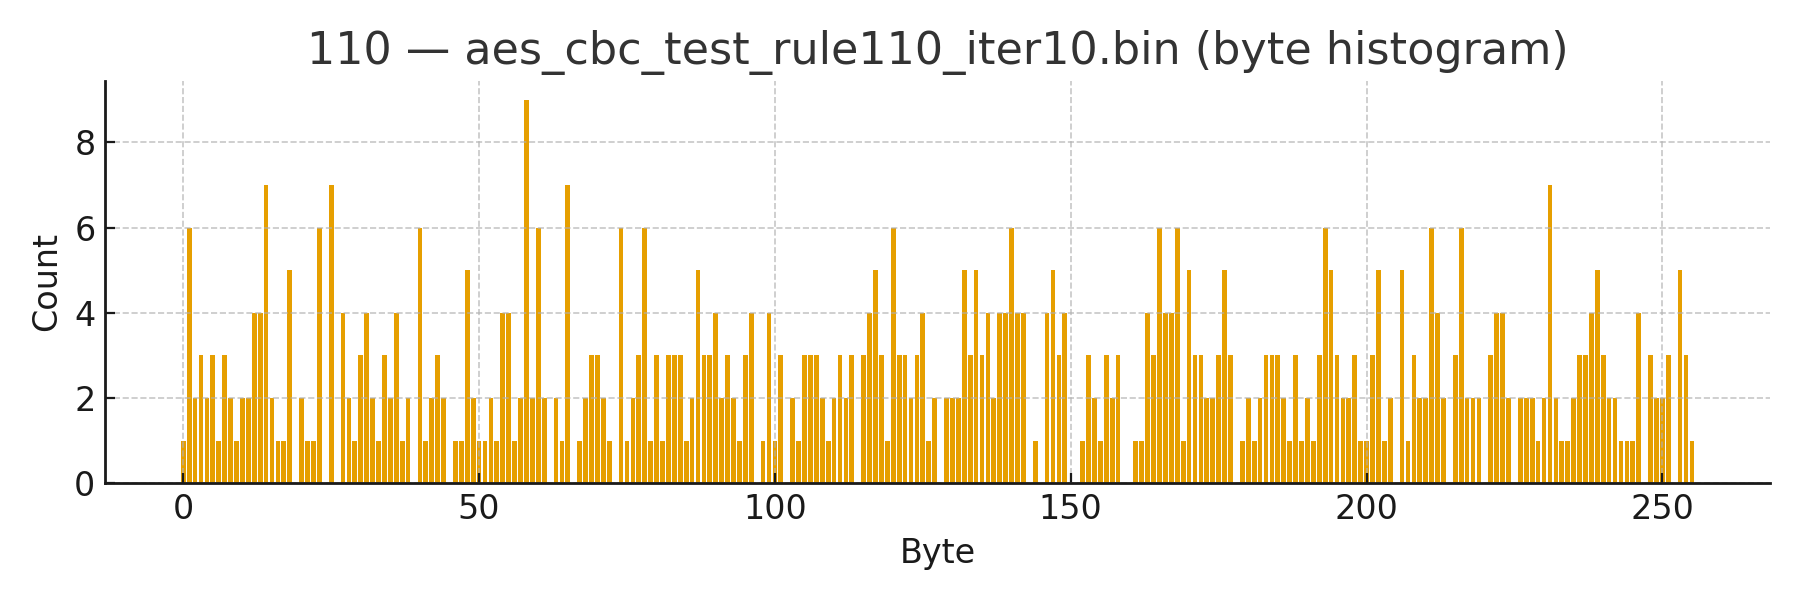 110 — aes_cbc_test_rule110_iter10.bin (byte histogram)
Count
8
6
4
2
0
0 50 100 150 200 250
Byte